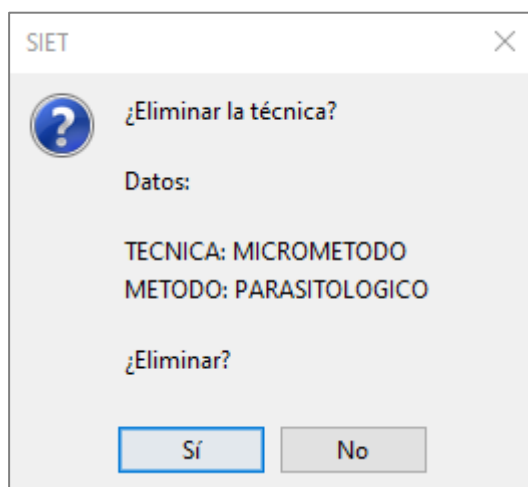 SIET
¿Eliminar la técnica?
Datos:
TECNICA: MICROMETODO
METODO: PARASITOLOGICO
¿Eliminar?
Sí
No